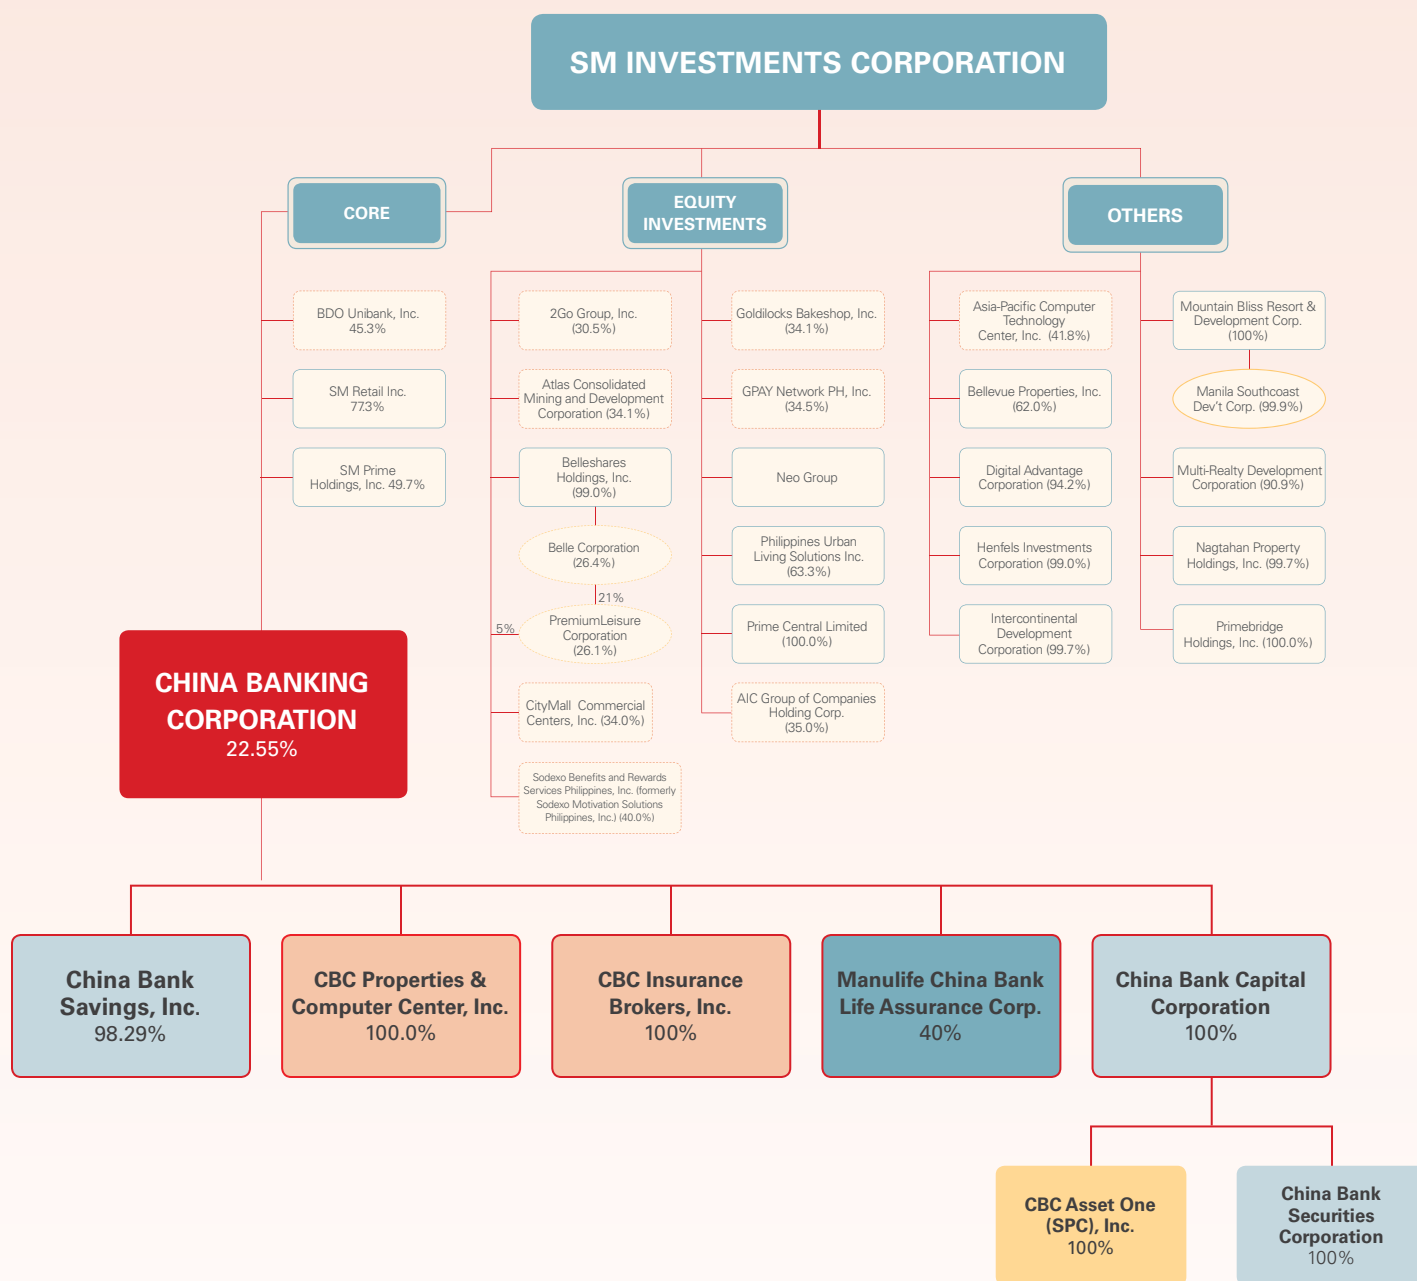 SM INVESTMENTS CORPORATION
CORE
EQUITY
INVESTMENTS
OTHERS
BDO Unibank, Inc.
45.3%
SM Retail Inc.
77.3%
SM Prime
Holdings, Inc. 49.7%
2Go Group, Inc.
(30.5%)
Atlas Consolidated
Mining and Development
Corporation (34.1%)
Belleshares
Holdings, Inc.
(99.0%)
Belle Corporation
(26.4%)
21%
5%
PremiumLeisure
Corporation
(26.1%)
CityMall Commercial
Centers, Inc. (34.0%)
Sodexo Benefits and Rewards
Services Philippines, Inc. (formerly
Sodexo Motivation Solutions
Philippines, Inc.) (40.0%)
Goldilocks Bakeshop, Inc.
(34.1%)
GPAY Network PH, Inc.
(34.5%)
Neo Group
Philippines Urban
Living Solutions Inc.
(63.3%)
Prime Central Limited
(100.0%)
AIC Group of Companies
Holding Corp.
(35.0%)
Asia-Pacific Computer
Technology
Center, Inc. (41.8%)
Bellevue Properties, Inc.
(62.0%)
Digital Advantage
Corporation (94.2%)
Henfels Investments
Corporation (99.0%)
Intercontinental
Development
Corporation (99.7%)
Mountain Bliss Resort &
Development Corp.
(100%)
Manila Southcoast
Dev't Corp. (99.9%)
Multi-Realty Development
Corporation (90.9%)
Nagtahan Property
Holdings, Inc. (99.7%)
Primebridge
Holdings, Inc. (100.0%)
CHINA BANKING
CORPORATION
22.55%
China Bank
Savings, Inc.
98.29%
CBC Properties &
Computer Center, Inc.
100.0%
CBC Insurance
Brokers, Inc.
100%
Manulife China Bank
Life Assurance Corp.
40%
China Bank Capital
Corporation
100%
CBC Asset One
(SPC), Inc.
100%
China Bank
Securities
Corporation
100%